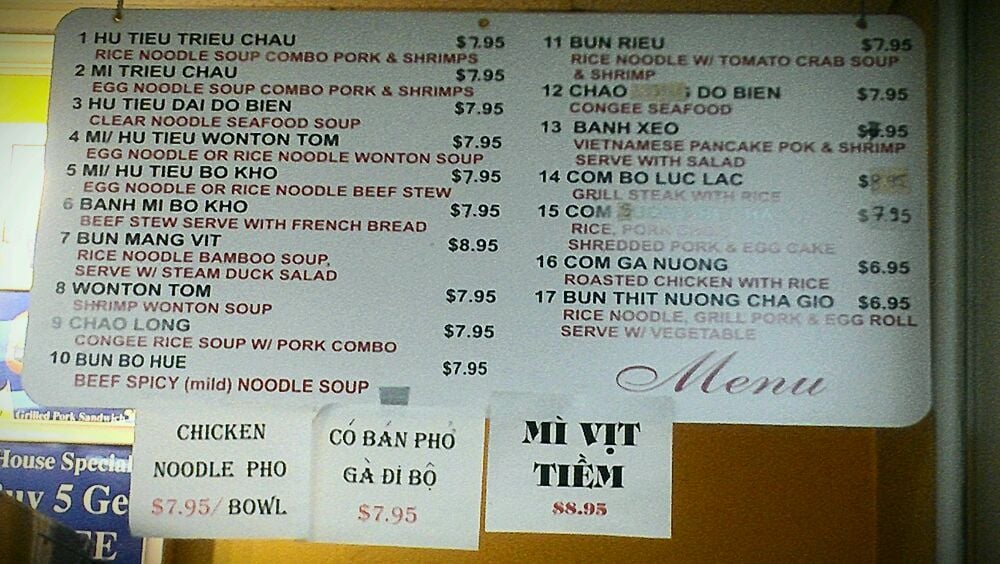 1 HU TIEU TRIEU CHAU $7.95
RICE NOODLE SOUP COMBO PORK & SHRIMPS
2 MI TRIEU CHAU $7.95
EGG NOODLE SOUP COMBO PORK & SHRIMPS
3 HU TIEU DAI DO BIEN $7.95
CLEAR NOODLE SEAFOOD SOUP
4 MI/ HU TIEU WONTON TOM $7.95
EGG NOODLE OR RICE NOODLE WONTON SOUP
5 MI/ HU TIEU BO KHO $7.95
EGG NOODLE OR RICE NOODLE BEEF STEW
6 BANH MI BO KHO $7.95
BEEF STEW SERVE WITH FRENCH BREAD
7 BUN MANG VIT $8.95
RICE NOODLE BAMBOO SOUP,
SERVE W/ STEAM DUCK SALAD
8 WONTON TOM $7.95
SHRIMP WONTON SOUP
9 CHAO LONG $7.95
CONGEE RICE SOUP W/ PORK COMBO
10 BUN BO HUE $7.95
BEEF SPICY (mild) NOODLE SOUP
11 BUN RIEU $7.95
RICE NOODLE W/ TOMATO CRAB SOUP
& SHRIMP
12 CHAO DO BIEN $7.95
CONGEE SEAFOOD
13 BANH XEO
VIETNAMESE PANCAKE POK & SHRIMP
SERVE WITH SALAD
14 COM BO LUC LAC $8.95
GRILL STEAK WITH RICE
15 COM $7.95
RICE, PORK
SHREDDED PORK & EGG CAKE
16 COM GA NUONG $6.95
ROASTED CHICKEN WITH RICE
17 BUN THIT NUONG CHA GIO $6.95
RICE NOODLE, GRILL PORK & EGG ROLL
SERVE W/ VEGETABLE
Menu
CHICKEN
NOODLE PHO
$7.95/ BOWL
CÓ BÁN PHỞ
GÀ ĐI BỘ
$7.95
MÌ VỊT
TIỀM
$8.95
Grilled Pork Sandwich
House Special
Buy 5 Ge